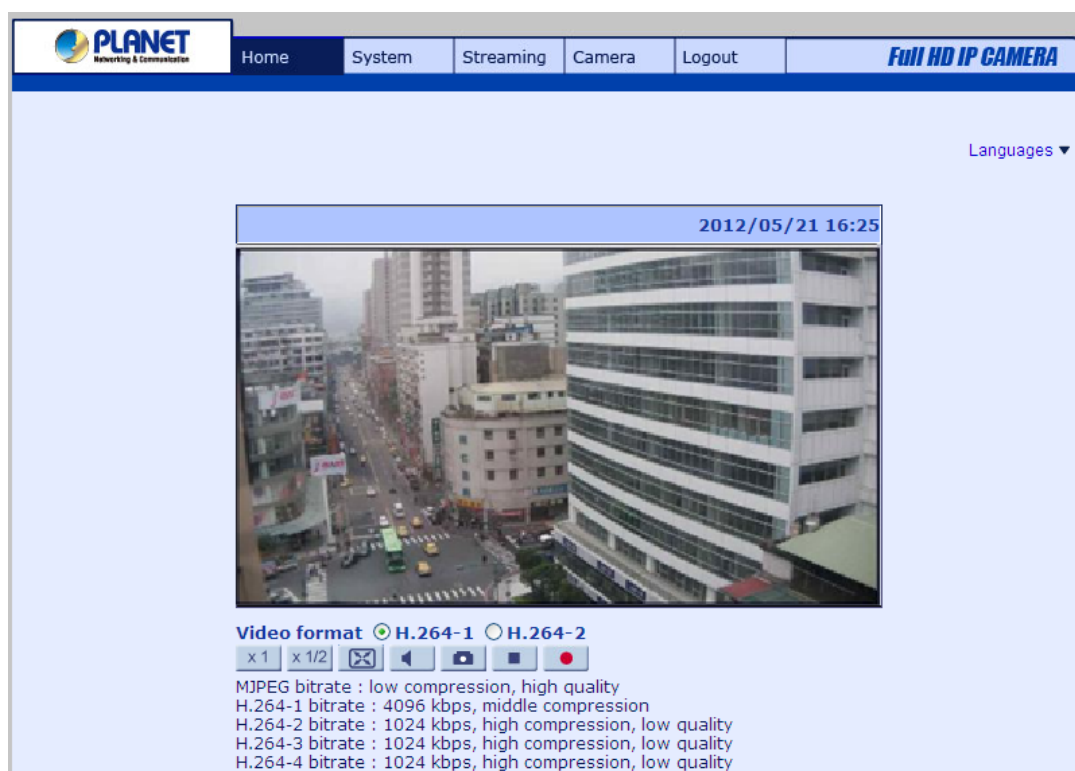 PLANET
Networking & Communication
Home System Streaming Camera Logout Full HD IP CAMERA
Languages
2012/05/21 16:25
Video format H.264-1 H.264-2
x 1 x 1/2
MJPEG bitrate : low compression, high quality
H.264-1 bitrate : 4096 kbps, middle compression
H.264-2 bitrate : 1024 kbps, high compression, low quality
H.264-3 bitrate : 1024 kbps, high compression, low quality
H.264-4 bitrate : 1024 kbps, high compression, low quality